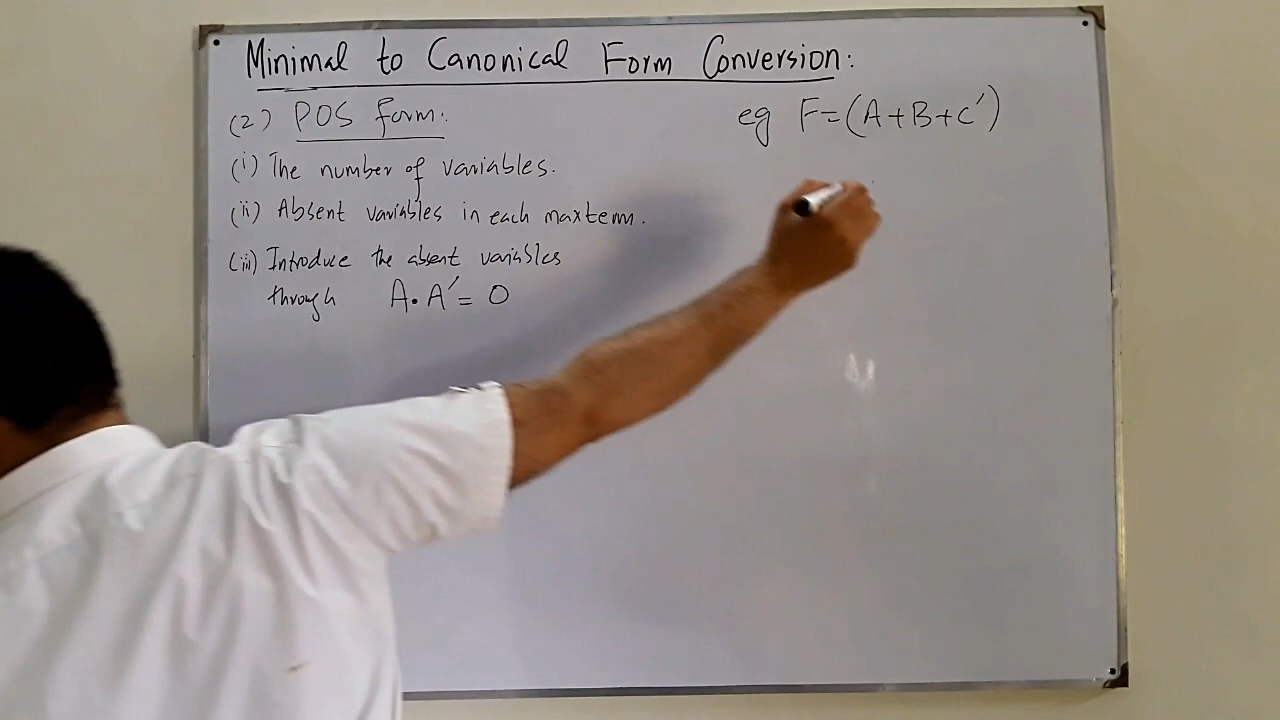 Minimal to Canonical Form Conversion:
(2) POS form:
(i) The number of variables.
(ii) Absent variables in each maxterm.
(iii) Introduce the absent variables
through A.A′= 0
eg F=(A+B+C′)